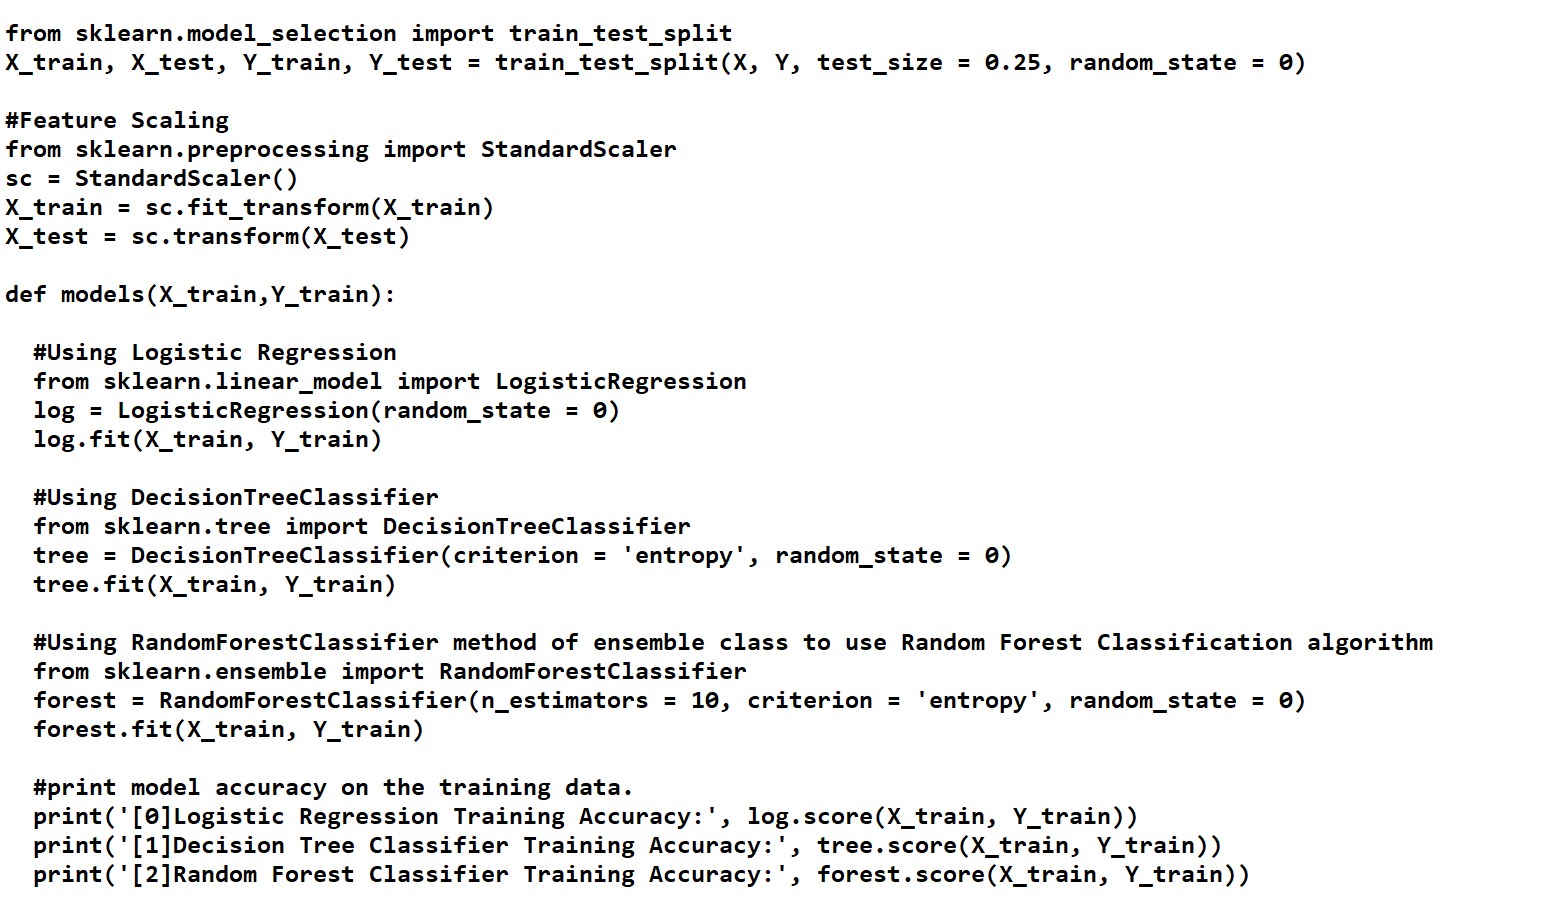 from sklearn.model_selection import train_test_split
X_train, X_test, Y_train, Y_test = train_test_split(X, Y, test_size = 0.25, random_state = 0)
#Feature Scaling
from sklearn.preprocessing import StandardScaler
sc = StandardScaler()
X_train = sc.fit_transform(X_train)
X_test = sc.transform(X_test)
def models(X_train,Y_train):
  #Using Logistic Regression
  from sklearn.linear_model import LogisticRegression
  log = LogisticRegression(random_state = 0)
  log.fit(X_train, Y_train)
  #Using DecisionTreeClassifier
  from sklearn.tree import DecisionTreeClassifier
  tree = DecisionTreeClassifier(criterion = 'entropy', random_state = 0)
  tree.fit(X_train, Y_train)
  #Using RandomForestClassifier method of ensemble class to use Random Forest Classification algorithm
  from sklearn.ensemble import RandomForestClassifier
  forest = RandomForestClassifier(n_estimators = 10, criterion = 'entropy', random_state = 0)
  forest.fit(X_train, Y_train)
  #print model accuracy on the training data.
  print('[0]Logistic Regression Training Accuracy:', log.score(X_train, Y_train))
  print('[1]Decision Tree Classifier Training Accuracy:', tree.score(X_train, Y_train))
  print('[2]Random Forest Classifier Training Accuracy:', forest.score(X_train, Y_train))